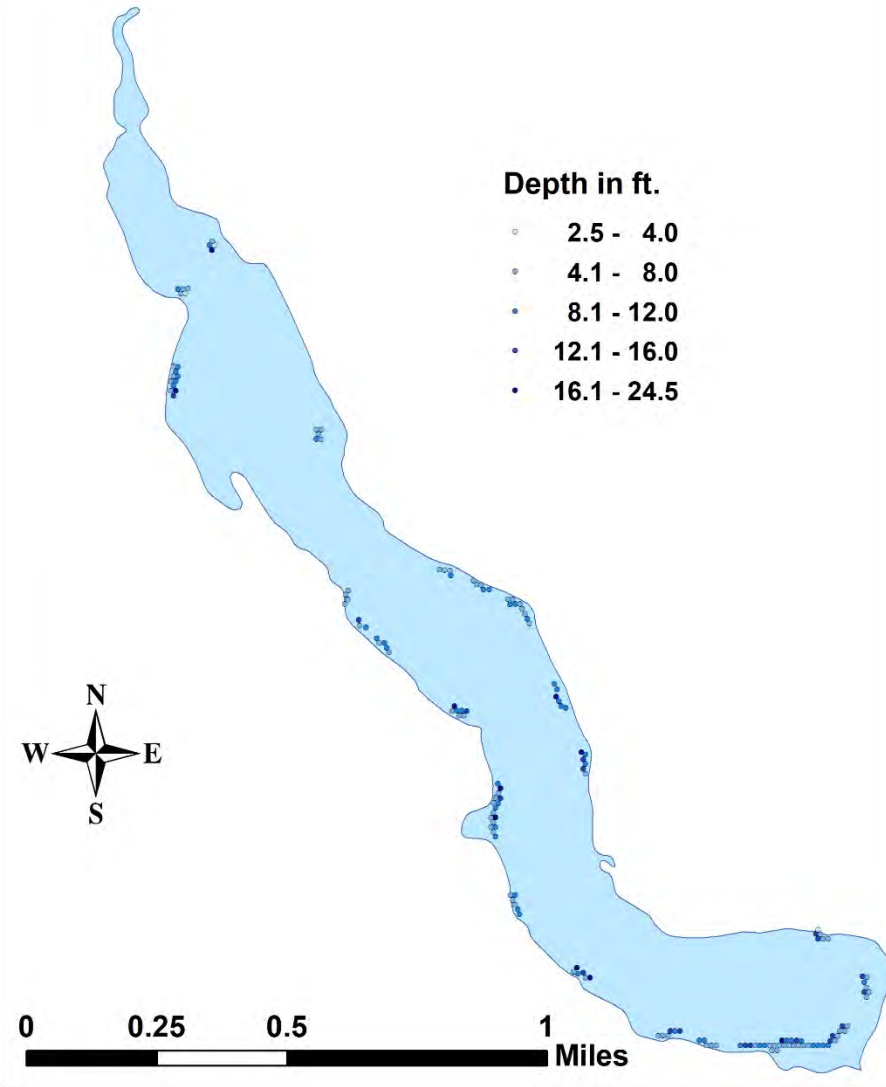 Depth in ft.
2.5 - 4.0
4.1 - 8.0
8.1 - 12.0
12.1 - 16.0
16.1 - 24.5
N
W E
S
0 0.25 0.5 1
Miles